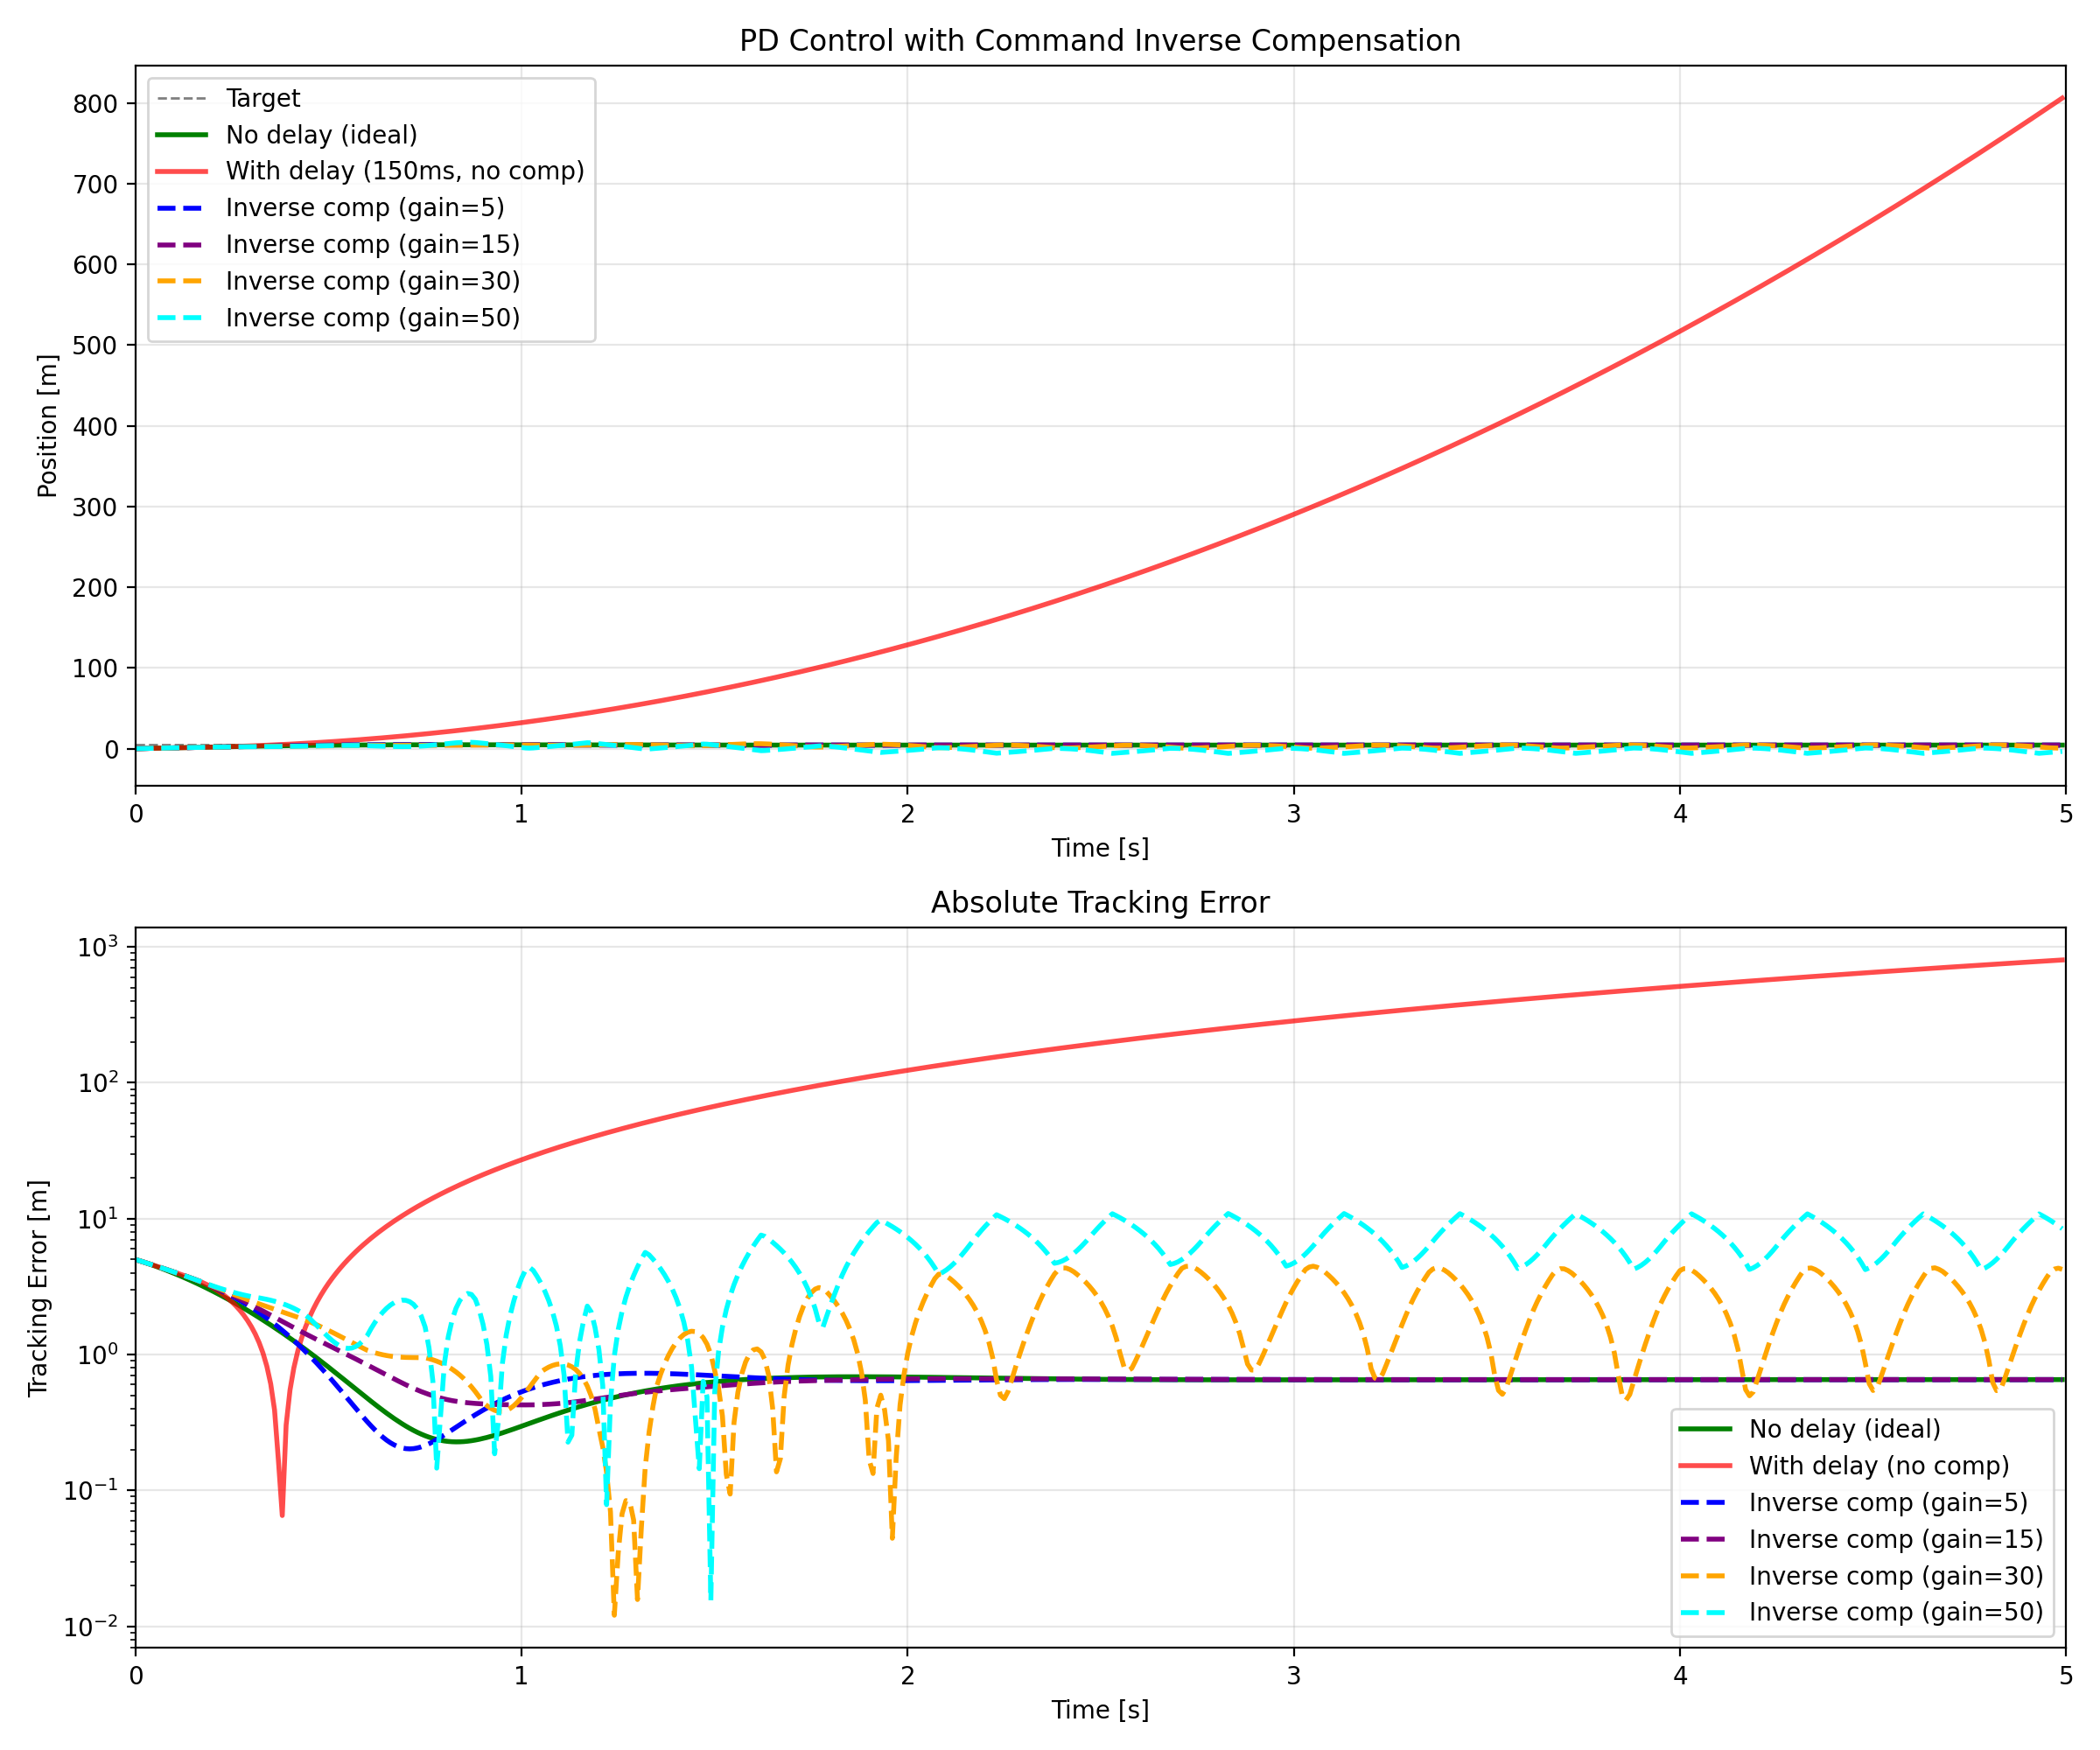 PD Control with Command Inverse Compensation
Target
No delay (ideal)
With delay (150ms, no comp)
Inverse comp (gain=5)
Inverse comp (gain=15)
Inverse comp (gain=30)
Inverse comp (gain=50)
Position [m]
800
700
600
500
400
300
200
100
0
0 1 2 3 4 5
Time [s]
Absolute Tracking Error
Tracking Error [m]
10³
10²
10¹
10⁰
10⁻¹
10⁻²
No delay (ideal)
With delay (no comp)
Inverse comp (gain=5)
Inverse comp (gain=15)
Inverse comp (gain=30)
Inverse comp (gain=50)
0 1 2 3 4 5
Time [s]